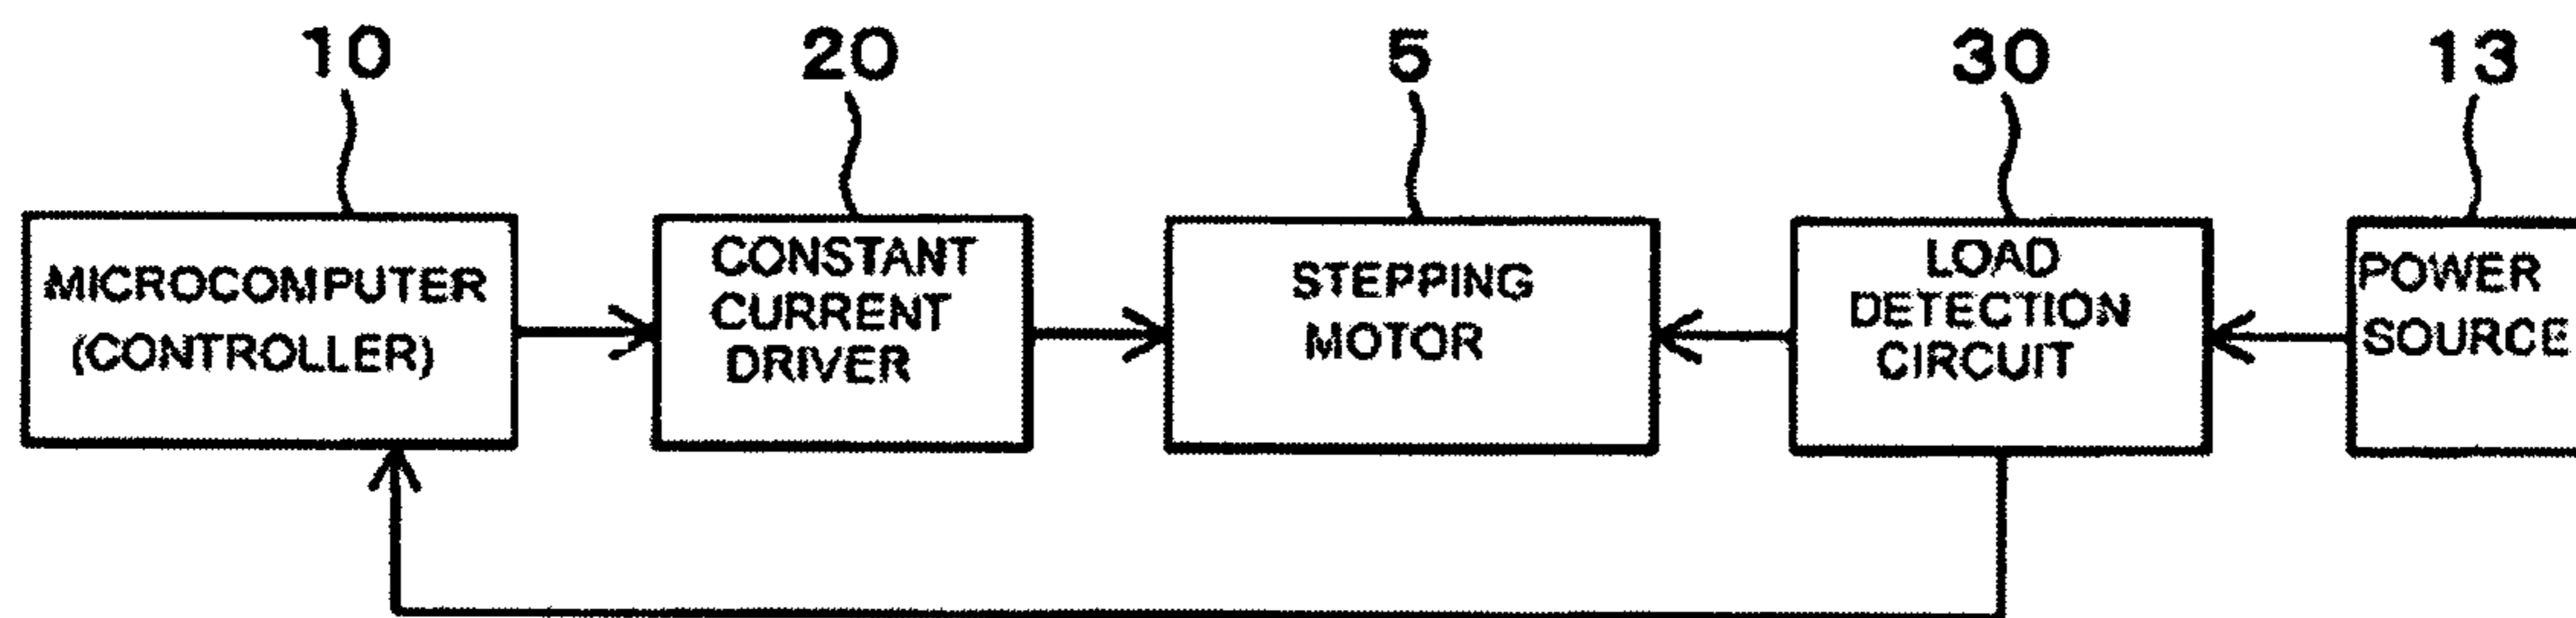 10
20
5
30
13
MICROCOMPUTER
(CONTROLLER)
CONSTANT
CURRENT
DRIVER
STEPPING
MOTOR
LOAD
DETECTION
CIRCUIT
POWER
SOURCE